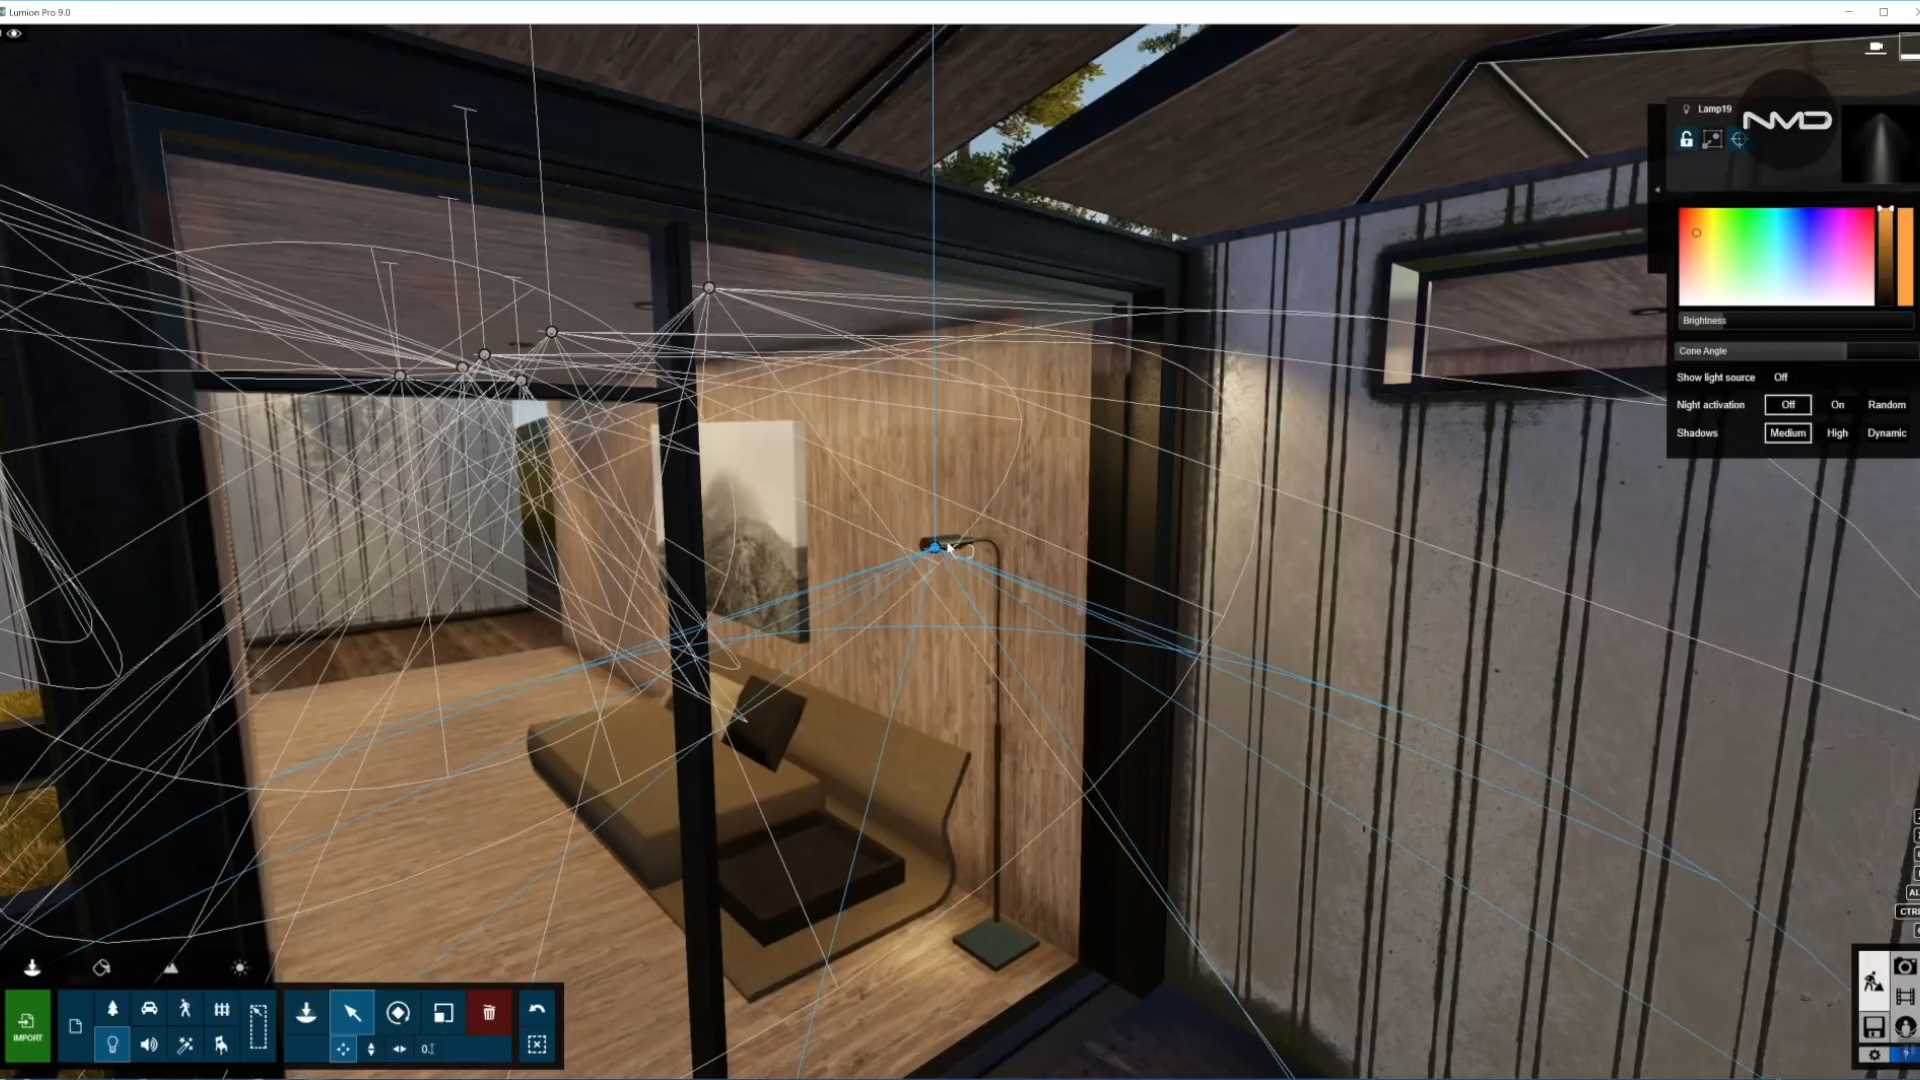 Lumion Pro 9.0
Lamp19
NMD
Brightness
Cone Angle
Show light source Off
Night activation Off On Random
Shadows Medium High Dynamic
AL
CTRL
IMPORT
?